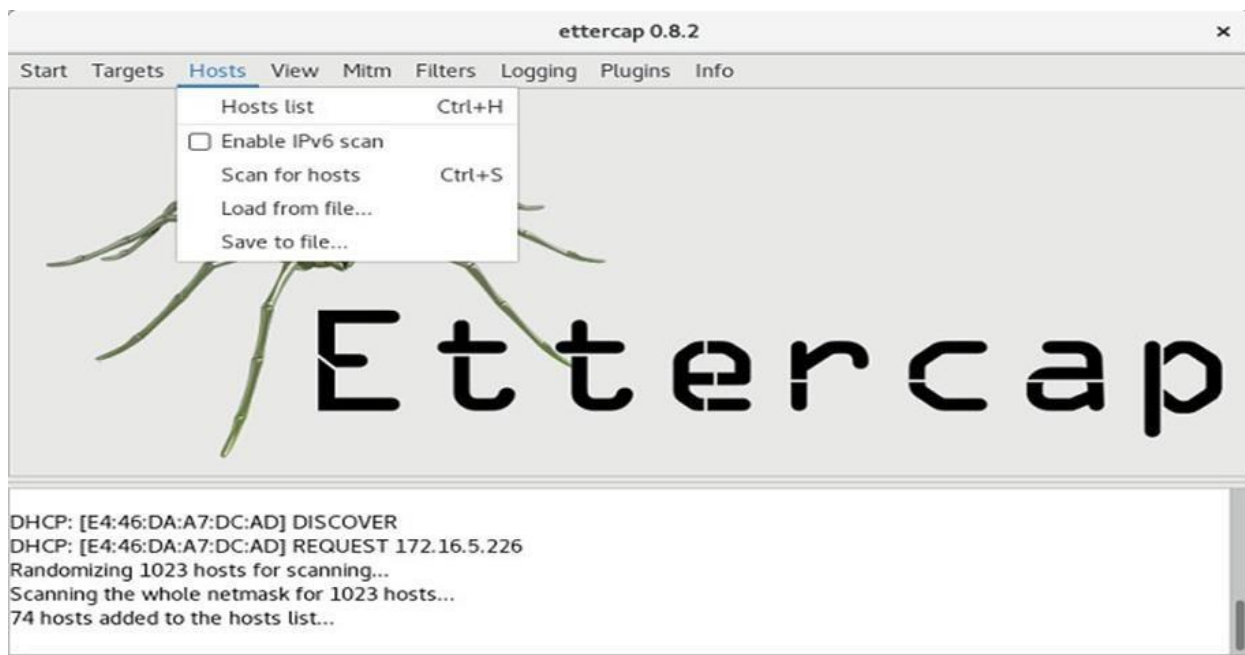 ettercap 0.8.2 ×
Start Targets Hosts View Mitm Filters Logging Plugins Info
Hosts list Ctrl+H
Enable IPv6 scan
Scan for hosts Ctrl+S
Load from file...
Save to file...
Ettercap
DHCP: [E4:46:DA:A7:DC:AD] DISCOVER
DHCP: [E4:46:DA:A7:DC:AD] REQUEST 172.16.5.226
Randomizing 1023 hosts for scanning...
Scanning the whole netmask for 1023 hosts...
74 hosts added to the hosts list...